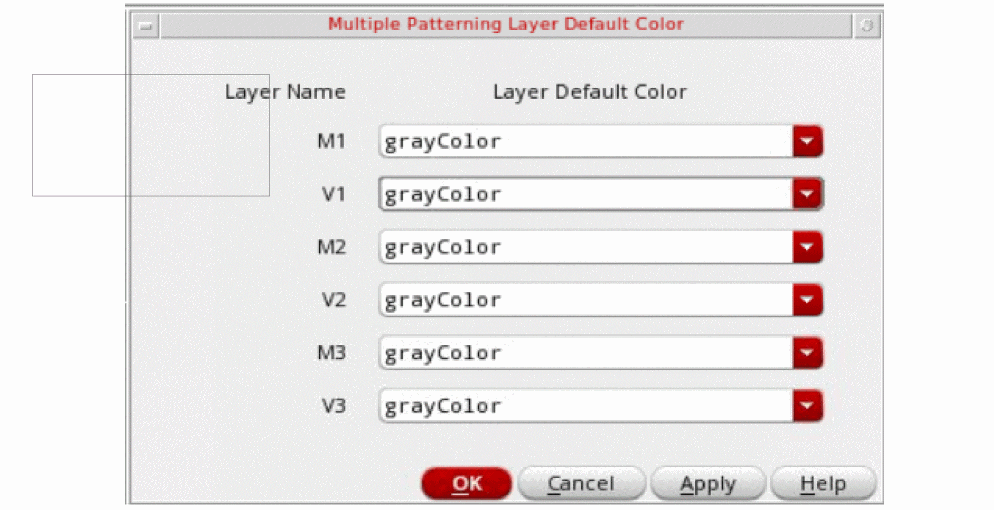 Multiple Patterning Layer Default Color
Layer Name Layer Default Color
M1 grayColor
V1 grayColor
M2 grayColor
V2 grayColor
M3 grayColor
V3 grayColor
OK Cancel Apply Help